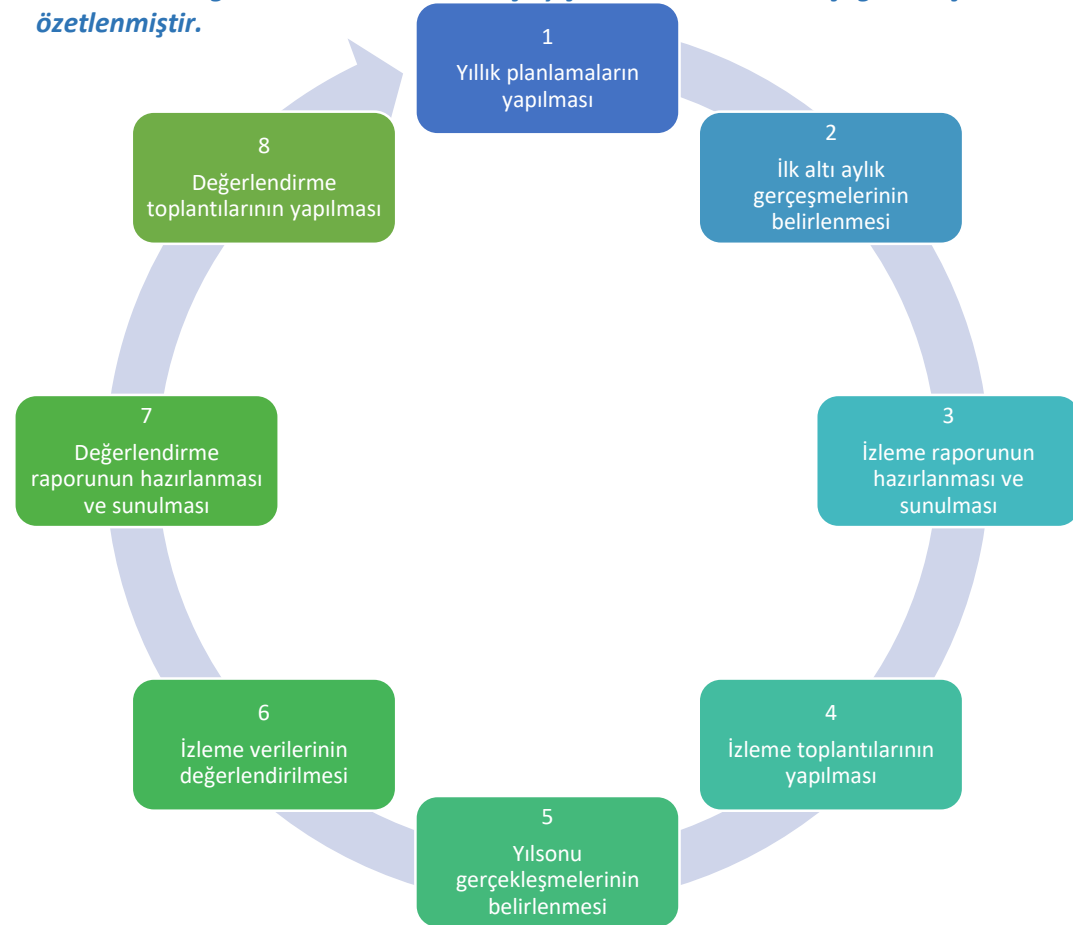 özetlenmiştir.
1
Yıllık planlamaların
yapılması
2
İlk altı aylık
gerçeşmelerinin
belirlenmesi
3
İzleme raporunun
hazırlanması ve
sunulması
4
İzleme toplantılarının
yapılması
5
Yılsonu
gerçekleşmelerinin
belirlenmesi
6
İzleme verilerinin
değerlendirilmesi
7
Değerlendirme
raporunun hazırlanması
ve sunulması
8
Değerlendirme
toplantılarının yapılması